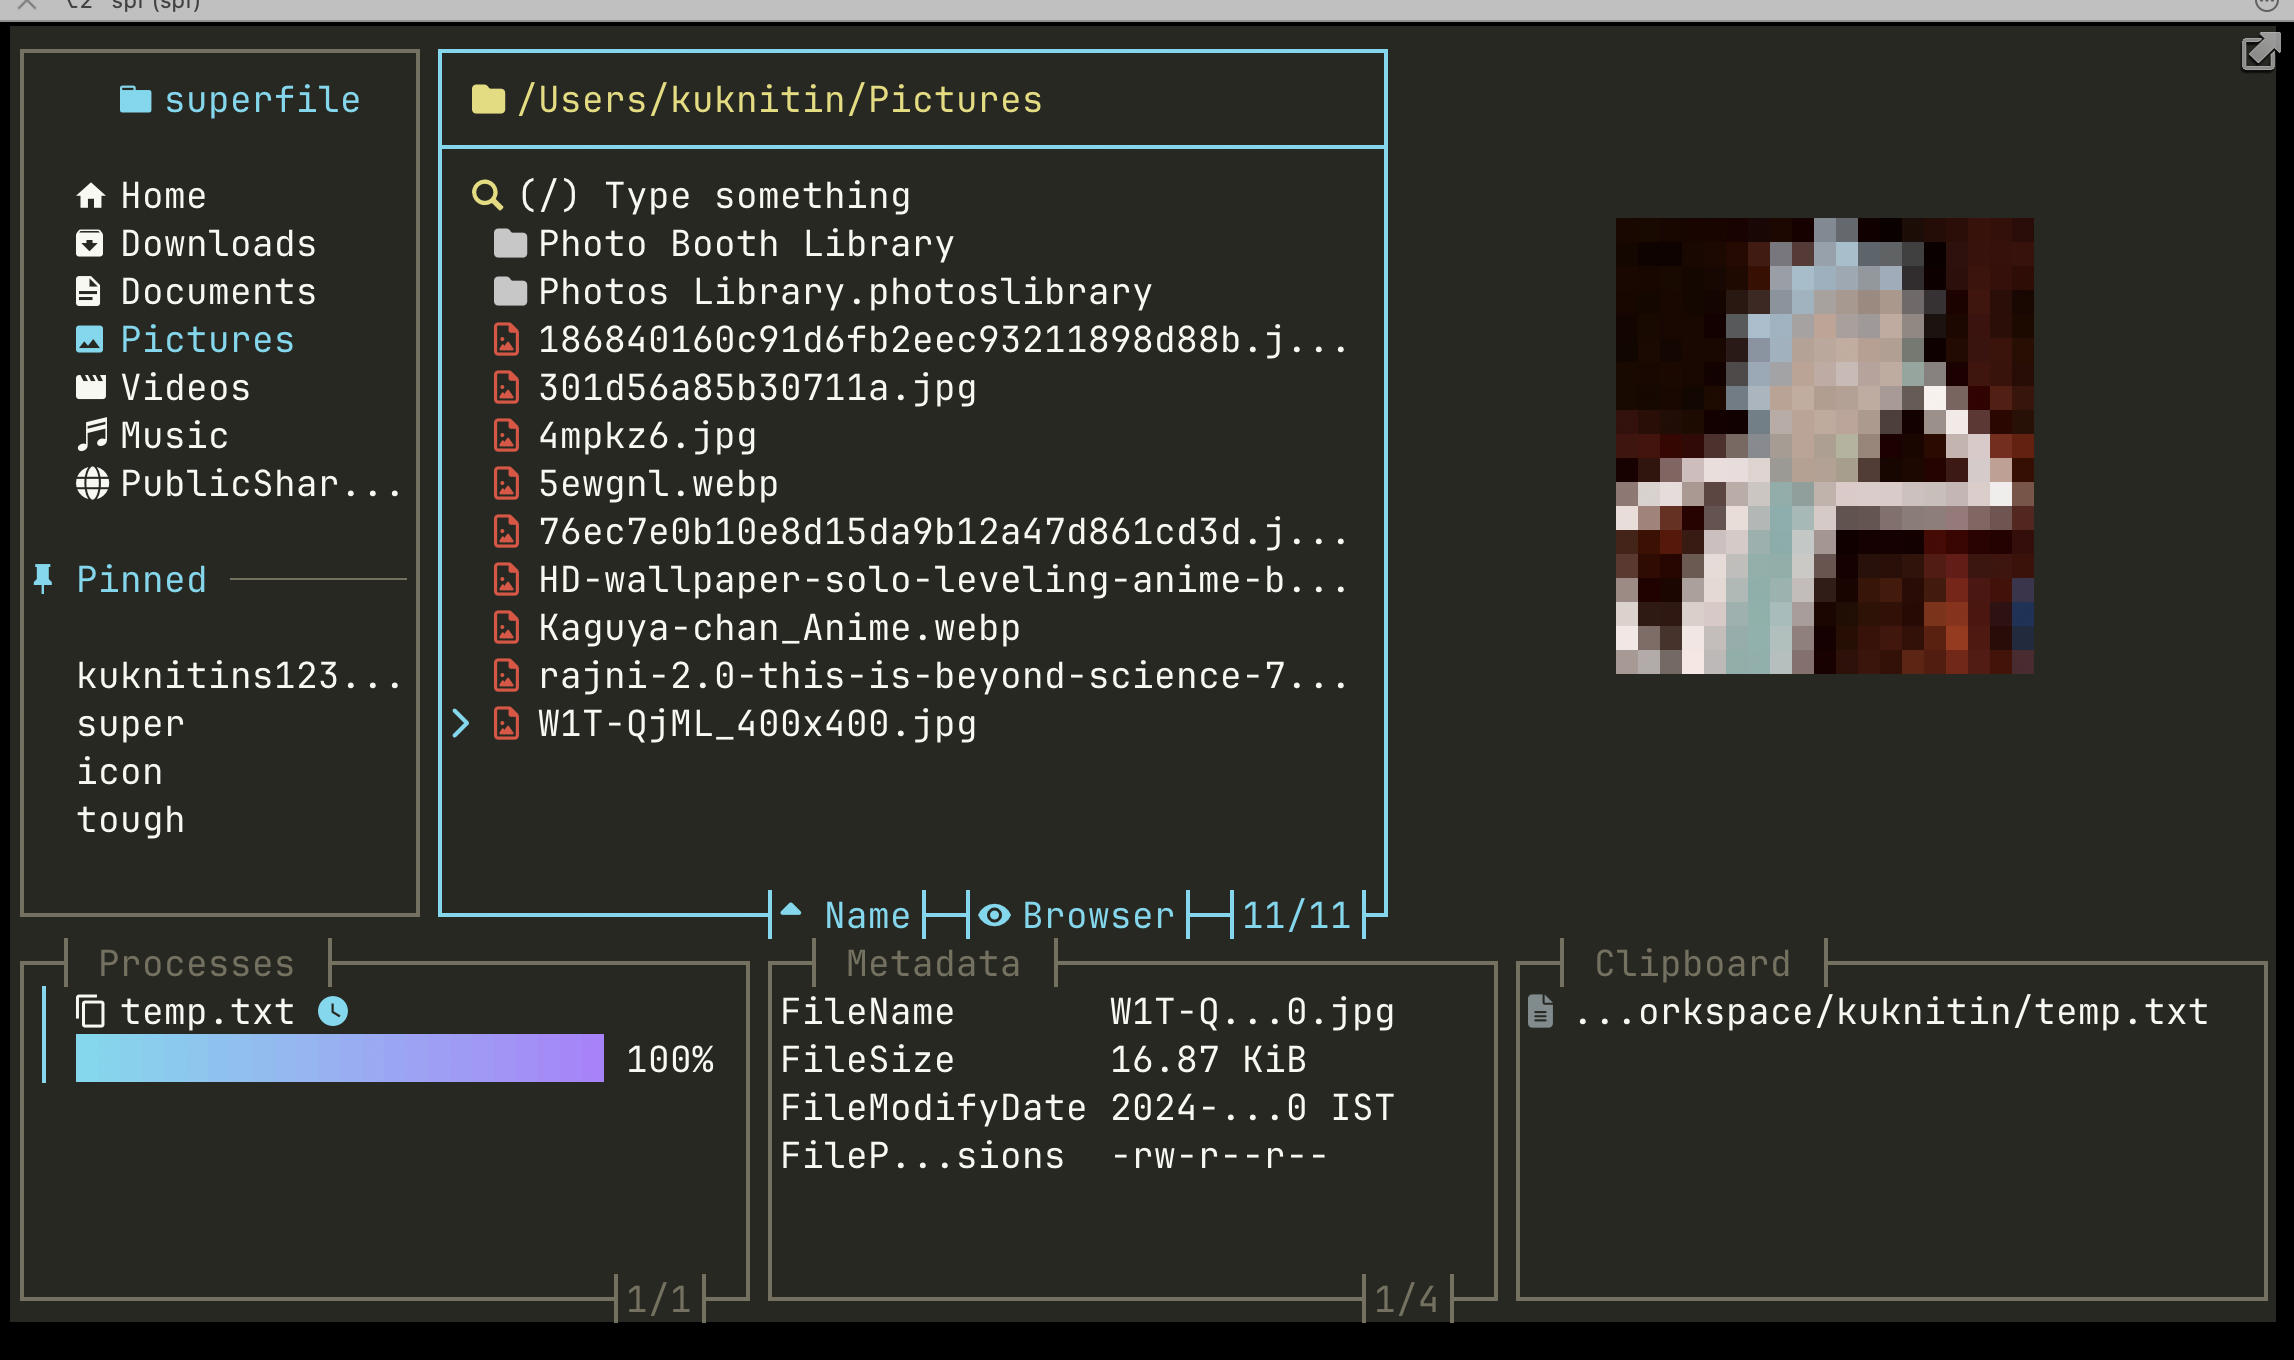 spf (spf)
superfile
Home
Downloads
Documents
Pictures
Videos
Music
PublicShar...
Pinned
kuknitins123...
super
icon
tough
/Users/kuknitin/Pictures
(/) Type something
Photo Booth Library
Photos Library.photoslibrary
186840160c91d6fb2eec93211898d88b.j...
301d56a85b30711a.jpg
4mpkz6.jpg
5ewgnl.webp
76ec7e0b10e8d15da9b12a47d861cd3d.j...
HD-wallpaper-solo-leveling-anime-b...
Kaguya-chan_Anime.webp
rajni-2.0-this-is-beyond-science-7...
W1T-QjML_400x400.jpg
Name Browser 11/11
Processes
temp.txt
100%
1/1
Metadata
FileName W1T-Q...0.jpg
FileSize 16.87 KiB
FileModifyDate 2024-...0 IST
FileP...sions -rw-r--r--
1/4
Clipboard
...orkspace/kuknitin/temp.txt